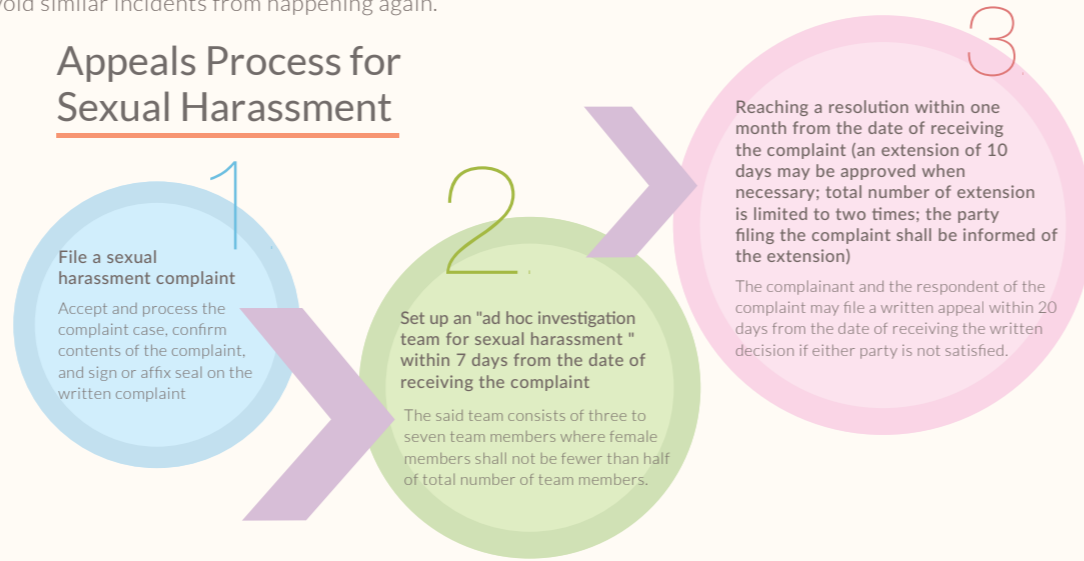 void similar incidents from happening again.
Appeals Process for
Sexual Harassment
1
File a sexual
harassment complaint
Accept and process the
complaint case, confirm
contents of the complaint,
and sign or affix seal on the
written complaint
2
Set up an "ad hoc investigation
team for sexual harassment "
within 7 days from the date of
receiving the complaint
The said team consists of three to
seven team members where female
members shall not be fewer than half
of total number of team members.
3
Reaching a resolution within one
month from the date of receiving
the complaint (an extension of 10
days may be approved when
necessary; total number of extension
is limited to two times; the party
filing the complaint shall be informed of
the extension)
The complainant and the respondent of the
complaint may file a written appeal within 20
days from the date of receiving the written
decision if either party is not satisfied.